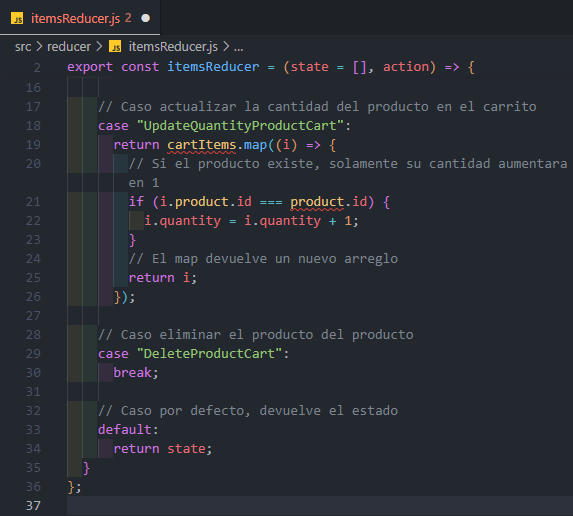 JS itemsReducer.js 2
src > reducer > JS itemsReducer.js > ...
2 export const itemsReducer = (state = [], action) => {
16
17 // Caso actualizar la cantidad del producto en el carrito
18 case "UpdateQuantityProductCart":
19 return cartItems.map((i) => {
20 // Si el producto existe, solamente su cantidad aumentara
en 1
21 if (i.product.id === product.id) {
22 i.quantity = i.quantity + 1;
23 }
24 // El map devuelve un nuevo arreglo
25 return i;
26 });
27
28 // Caso eliminar el producto del producto
29 case "DeleteProductCart":
30 break;
31
32 // Caso por defecto, devuelve el estado
33 default:
34 return state;
35 }
36 };
37